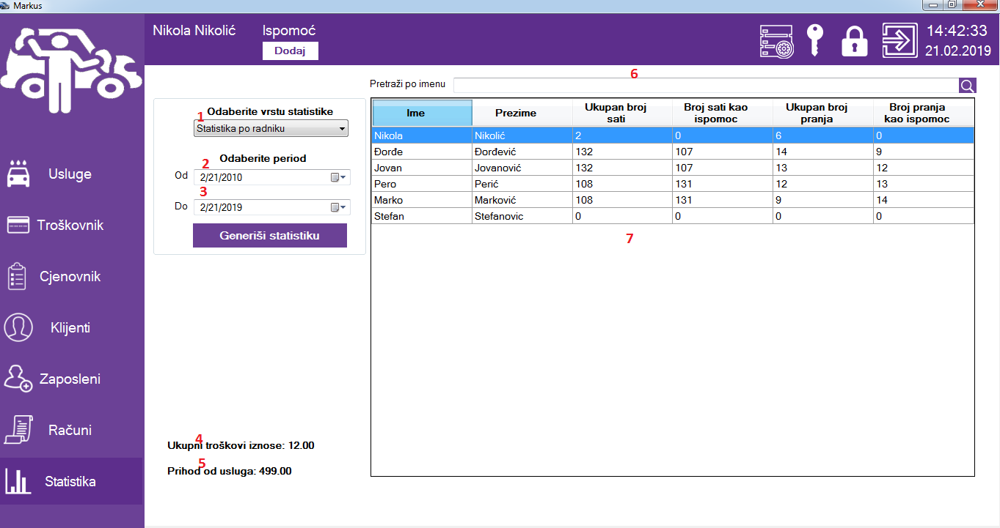 Markus
Nikola Nikolić
Ispomoć
Dodaj
14:42:33
21.02.2019
Usluge
Troškovnik
Cjenovnik
Klijenti
Zaposleni
Računi
Statistika
1
Odaberite vrstu statistike
Statistika po radniku
Odaberite period
2
Od 2/21/2010
3
Do 2/21/2019
Generiši statistiku
4
Ukupni troškovi iznose: 12.00
5
Prihod od usluga: 499.00
6
Pretraži po imenu
Ime Prezime Ukupan broj sati Broj sati kao ispomoc Ukupan broj pranja Broj pranja kao ispomoc
Nikola Nikolić 2 0 6 0
Đorđe Đorđević 132 107 14 9
Jovan Jovanović 132 107 13 12
Pero Perić 108 131 12 13
Marko Marković 108 131 9 14
Stefan Stefanovic 0 0 0 0
7